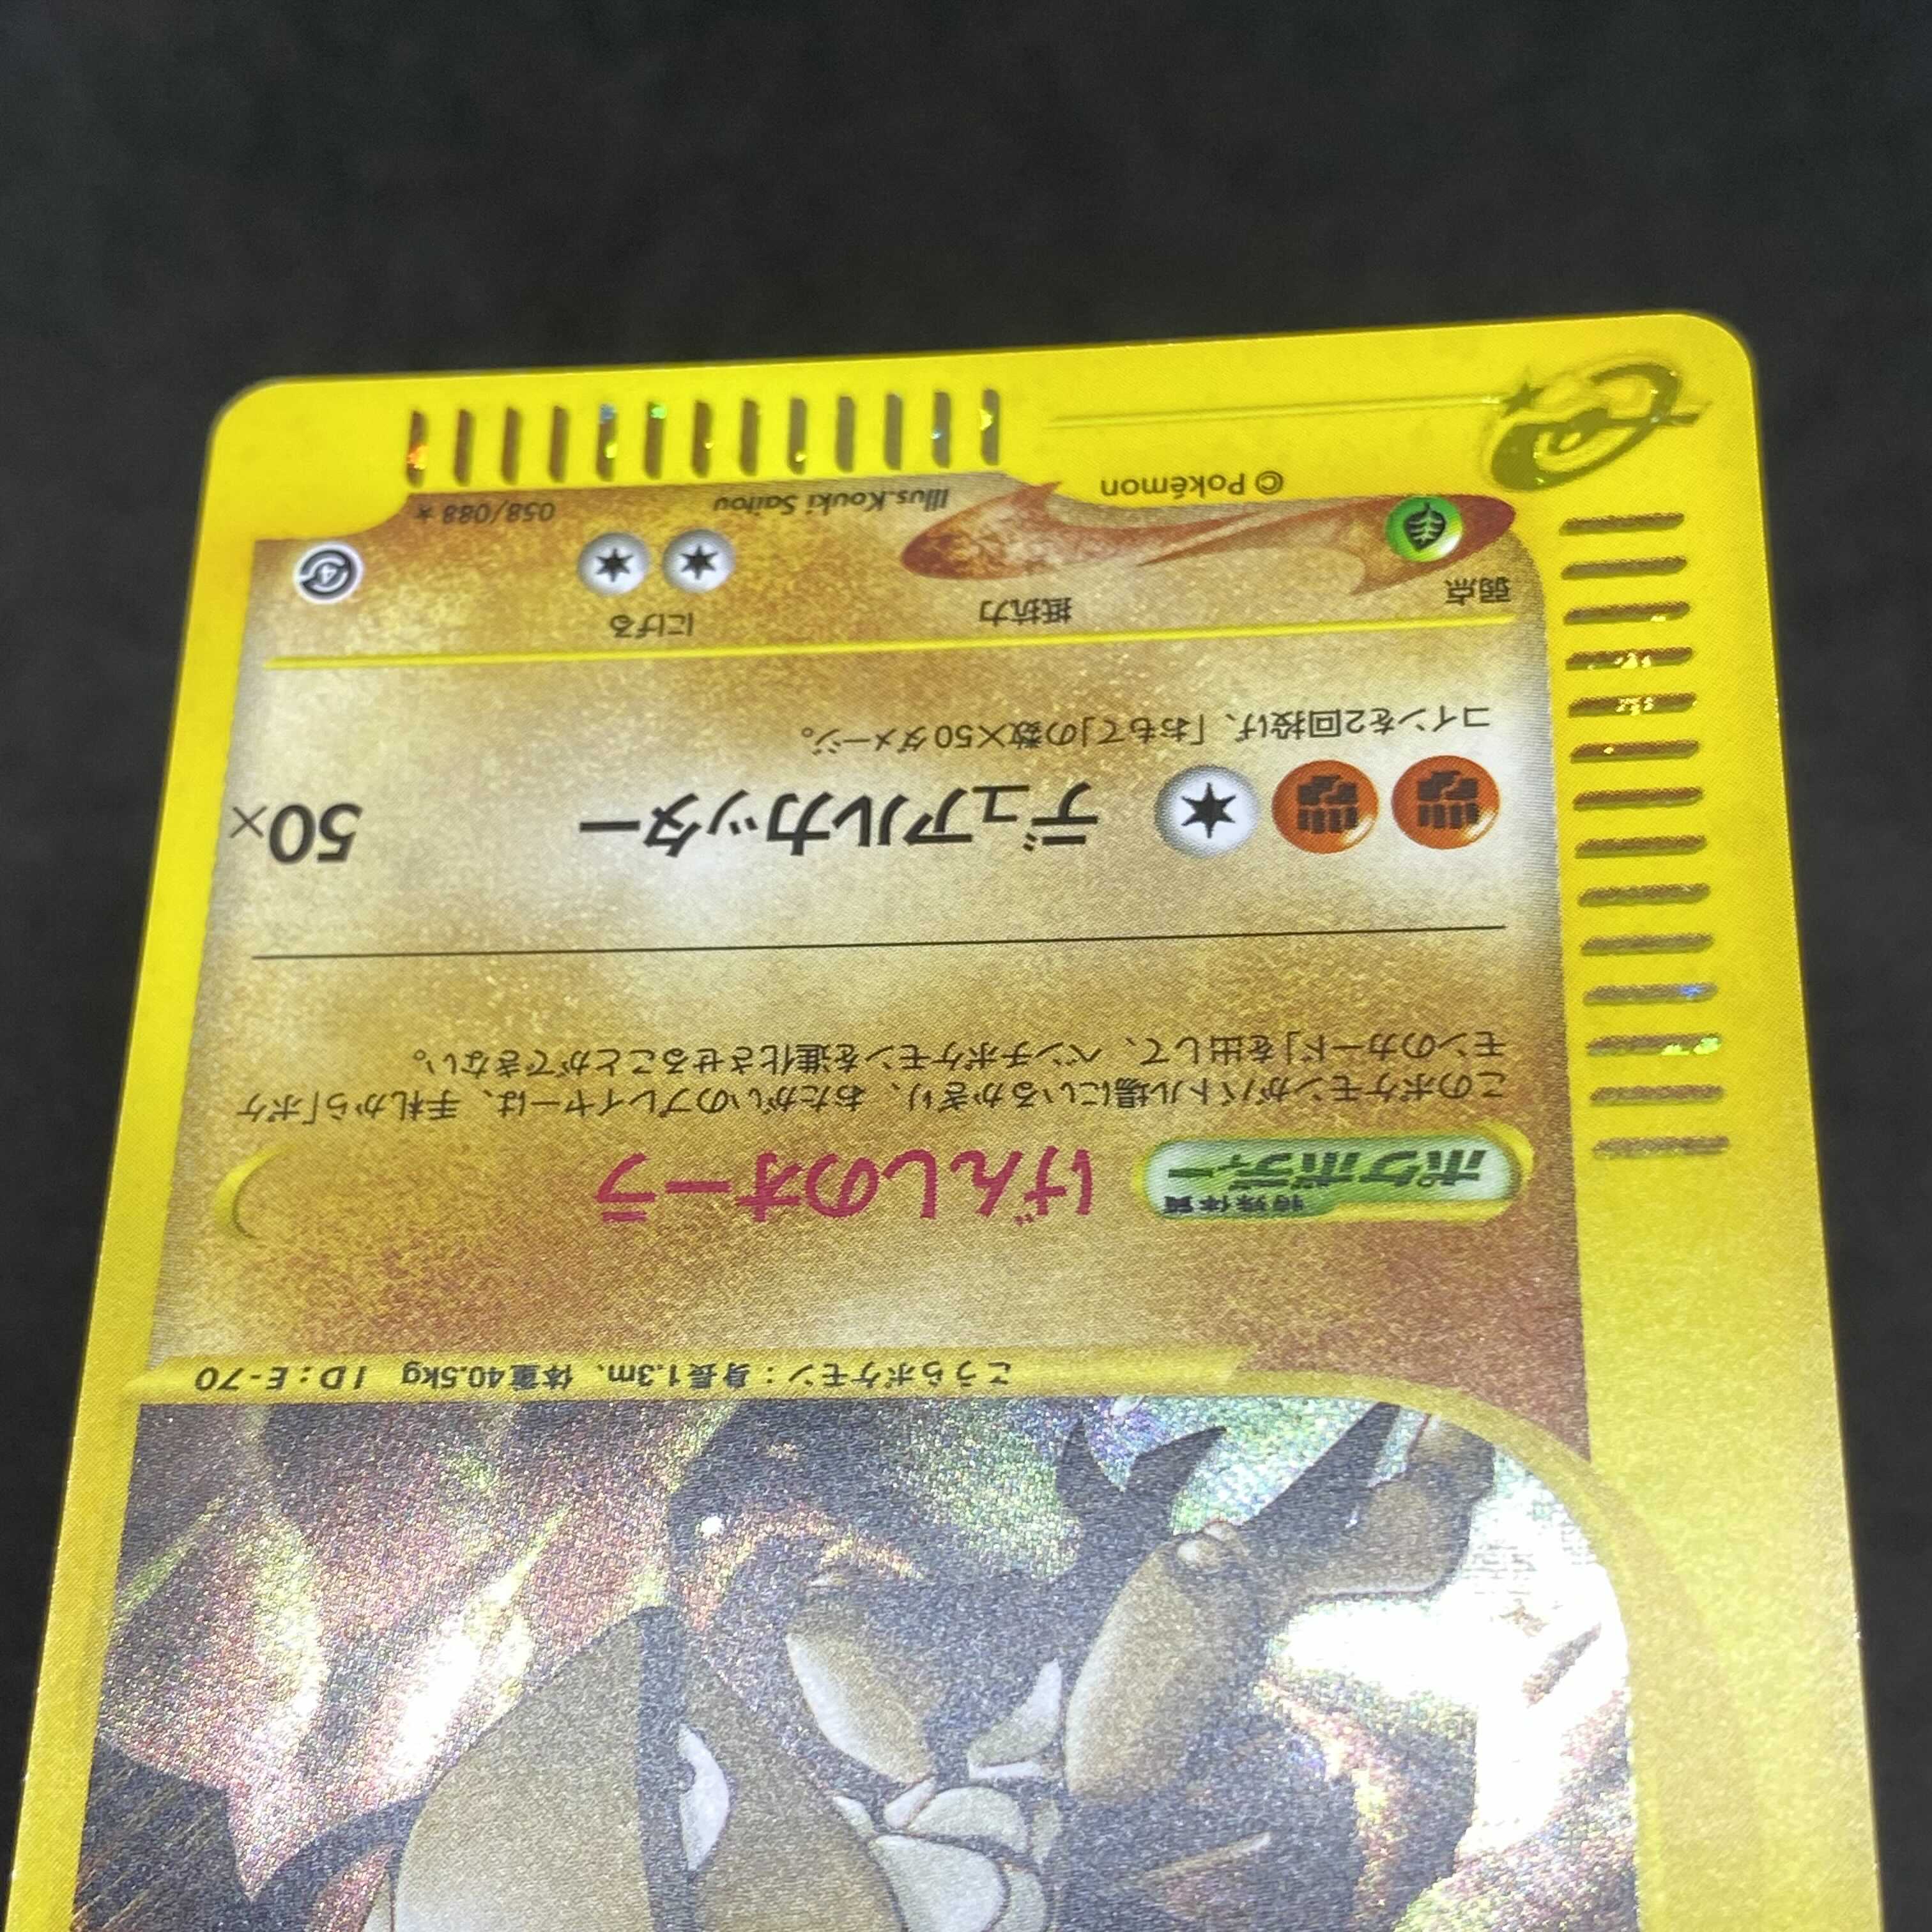 こうらポケモン：身長1.3m、体重40.5kg　ID：E-70
特殊体質
ポケボディー
げんしのオーラ
このポケモンがバトル場にいるかぎり、おたがいのプレイヤーは、手札から「ポケ
モンのカード」を出して、ベンチポケモンを進化させることができない。
デュアルカッター 50×
コインを2回投げ、「おもて」の数×50ダメージ。
弱点 抵抗力 にげる
© Pokémon Illus.Kouki Saitou 058/088 ★
e